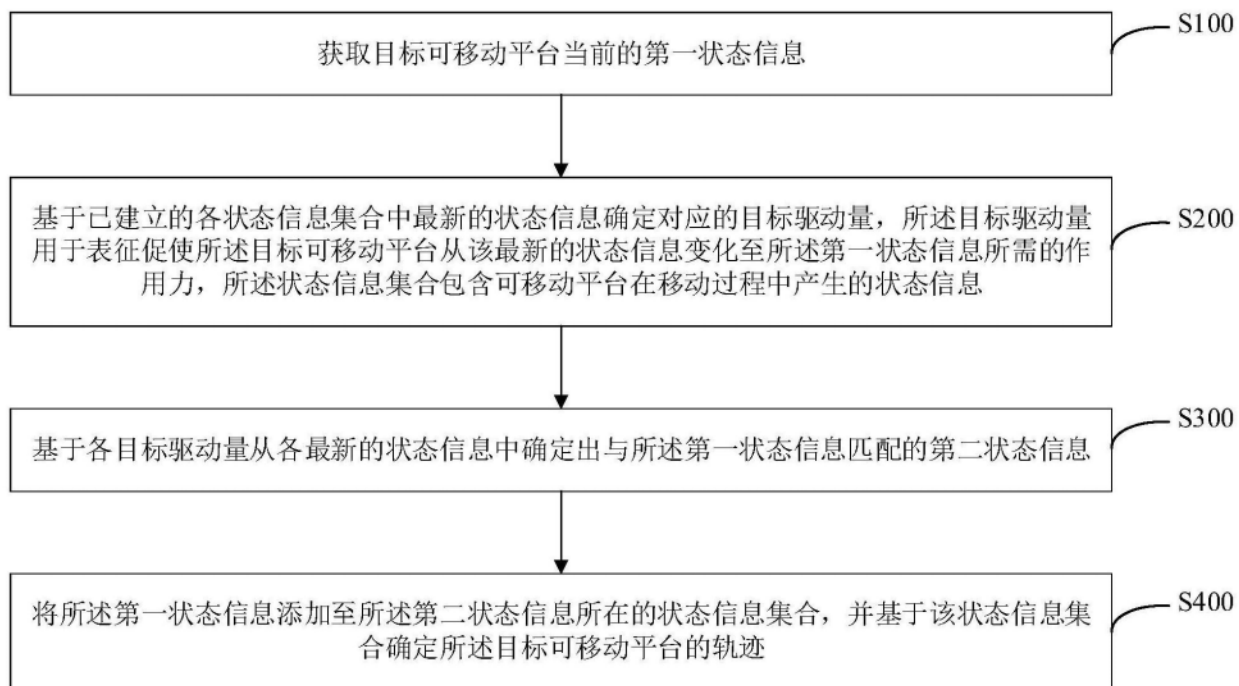 获取目标可移动平台当前的第一状态信息
S100
基于已建立的各状态信息集合中最新的状态信息确定对应的目标驱动量，所述目标驱动量
用于表征促使所述目标可移动平台从该最新的状态信息变化至所述第一状态信息所需的作
用力，所述状态信息集合包含可移动平台在移动过程中产生的状态信息
S200
基于各目标驱动量从各最新的状态信息中确定出与所述第一状态信息匹配的第二状态信息
S300
将所述第一状态信息添加至所述第二状态信息所在的状态信息集合，并基于该状态信息集
合确定所述目标可移动平台的轨迹
S400